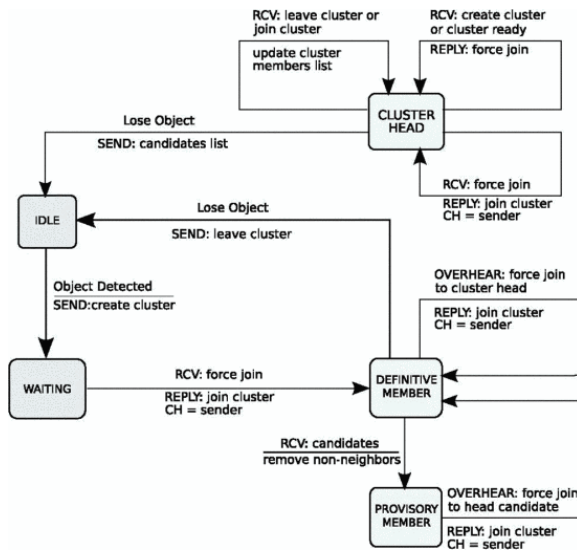 RCV: leave cluster or
join cluster
update cluster
members list
RCV: create cluster
or cluster ready
REPLY: force join
CLUSTER
HEAD
Lose Object
SEND: candidates list
RCV: force join
REPLY: join cluster
CH = sender
IDLE
Lose Object
SEND: leave cluster
Object Detected
SEND:create cluster
OVERHEAR: force join
to cluster head
REPLY: join cluster
CH = sender
WAITING
RCV: force join
REPLY: join cluster
CH = sender
DEFINITIVE
MEMBER
RCV: candidates
remove non-neighbors
PROVISORY
MEMBER
OVERHEAR: force join
to head candidate
REPLY: join cluster
CH = sender